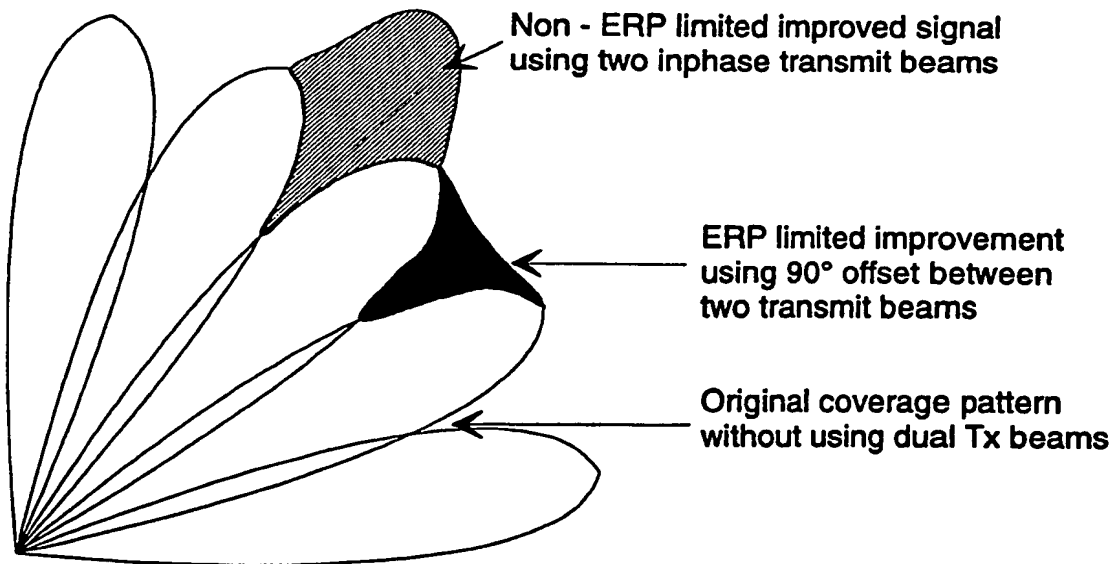 Non - ERP limited improved signal
using two inphase transmit beams
ERP limited improvement
using 90° offset between
two transmit beams
Original coverage pattern
without using dual Tx beams